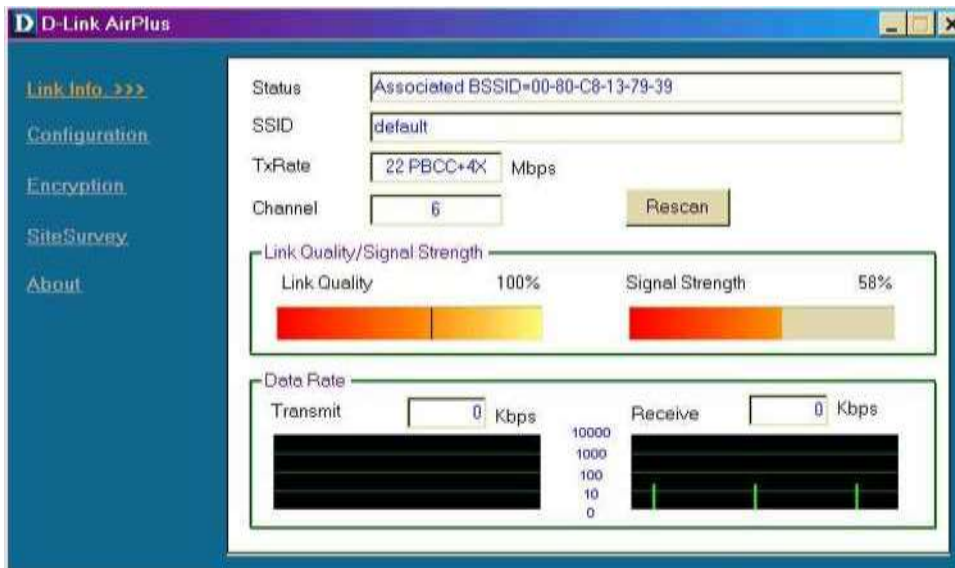 D D-Link AirPlus
Link Info >>>
Configuration
Encryption
SiteSurvey
About
Status Associated BSSID=00-80-C8-13-79-39
SSID default
TxRate 22 PBCC+4X Mbps
Channel 6 Rescan
Link Quality/Signal Strength
Link Quality 100% Signal Strength 58%
Data Rate
Transmit 0 Kbps Receive 0 Kbps
10000
1000
100
10
0